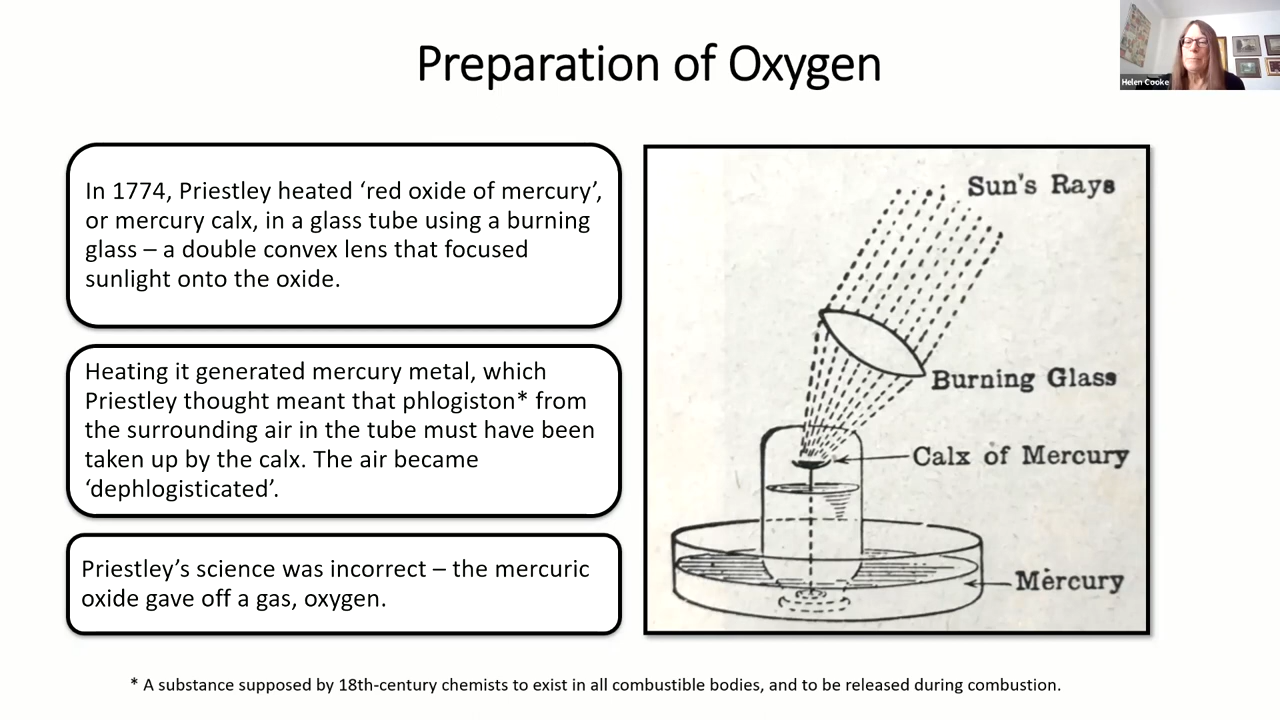 Preparation of Oxygen
Helen Cooke
In 1774, Priestley heated ‘red oxide of mercury’,
or mercury calx, in a glass tube using a burning
glass – a double convex lens that focused
sunlight onto the oxide.
Heating it generated mercury metal, which
Priestley thought meant that phlogiston* from
the surrounding air in the tube must have been
taken up by the calx. The air became
‘dephlogisticated’.
Priestley’s science was incorrect – the mercuric
oxide gave off a gas, oxygen.
Sun's Rays
Burning Glass
Calx of Mercury
Mercury
* A substance supposed by 18th-century chemists to exist in all combustible bodies, and to be released during combustion.